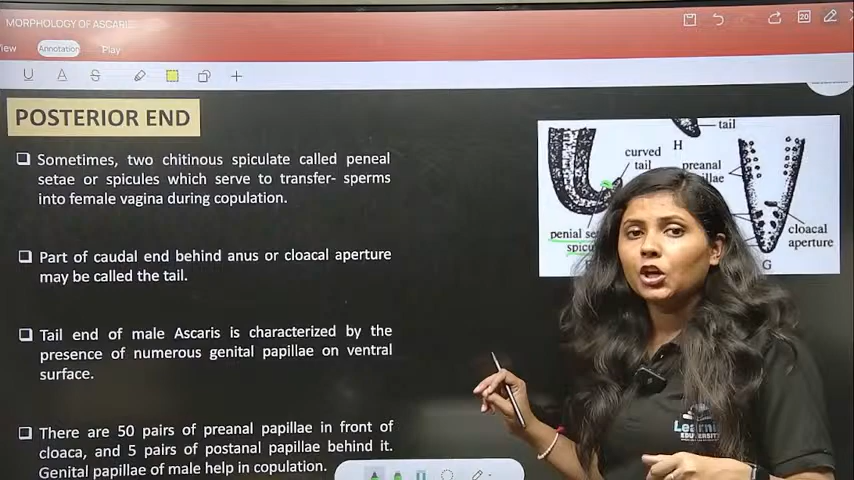 MORPHOLOGY OF ASCARIS
View
Annotation
Play
20
U A S
POSTERIOR END
Sometimes, two chitinous spiculate called peneal
setae or spicules which serve to transfer- sperms
into female vagina during copulation.
Part of caudal end behind anus or cloacal aperture
may be called the tail.
Tail end of male Ascaris is characterized by the
presence of numerous genital papillae on ventral
surface.
There are 50 pairs of preanal papillae in front of
cloaca, and 5 pairs of postanal papillae behind it.
Genital papillae of male help in copulation.
tail
H
curved
tail
preanal
penial
cloacal
aperture
G
EDUVERSITY